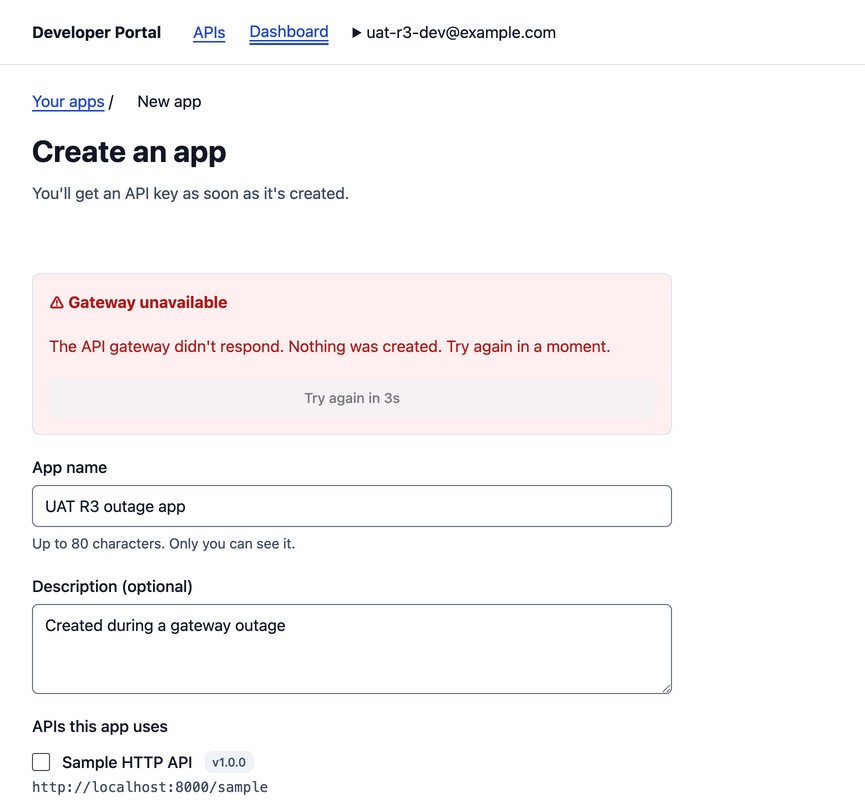 Developer Portal APIs Dashboard ▶ uat-r3-dev@example.com
Your apps / New app
Create an app
You'll get an API key as soon as it's created.
⚠ Gateway unavailable
The API gateway didn't respond. Nothing was created. Try again in a moment.
Try again in 3s
App name
UAT R3 outage app
Up to 80 characters. Only you can see it.
Description (optional)
Created during a gateway outage
APIs this app uses
Sample HTTP API v1.0.0
http://localhost:8000/sample